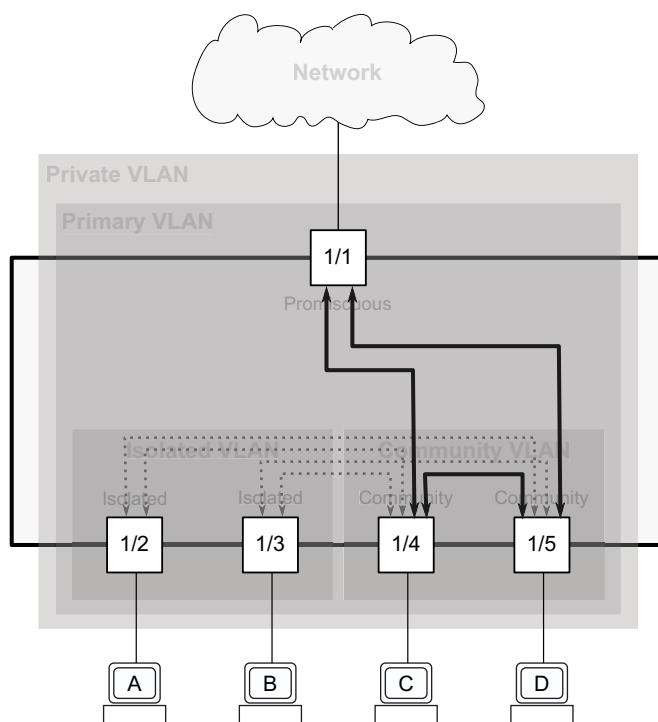 Network
Private VLAN
Primary VLAN
1/1
Promiscuous
Isolated VLAN
Community VLAN
Isolated
Isolated
Community
Community
1/2
1/3
1/4
1/5
A
B
C
D